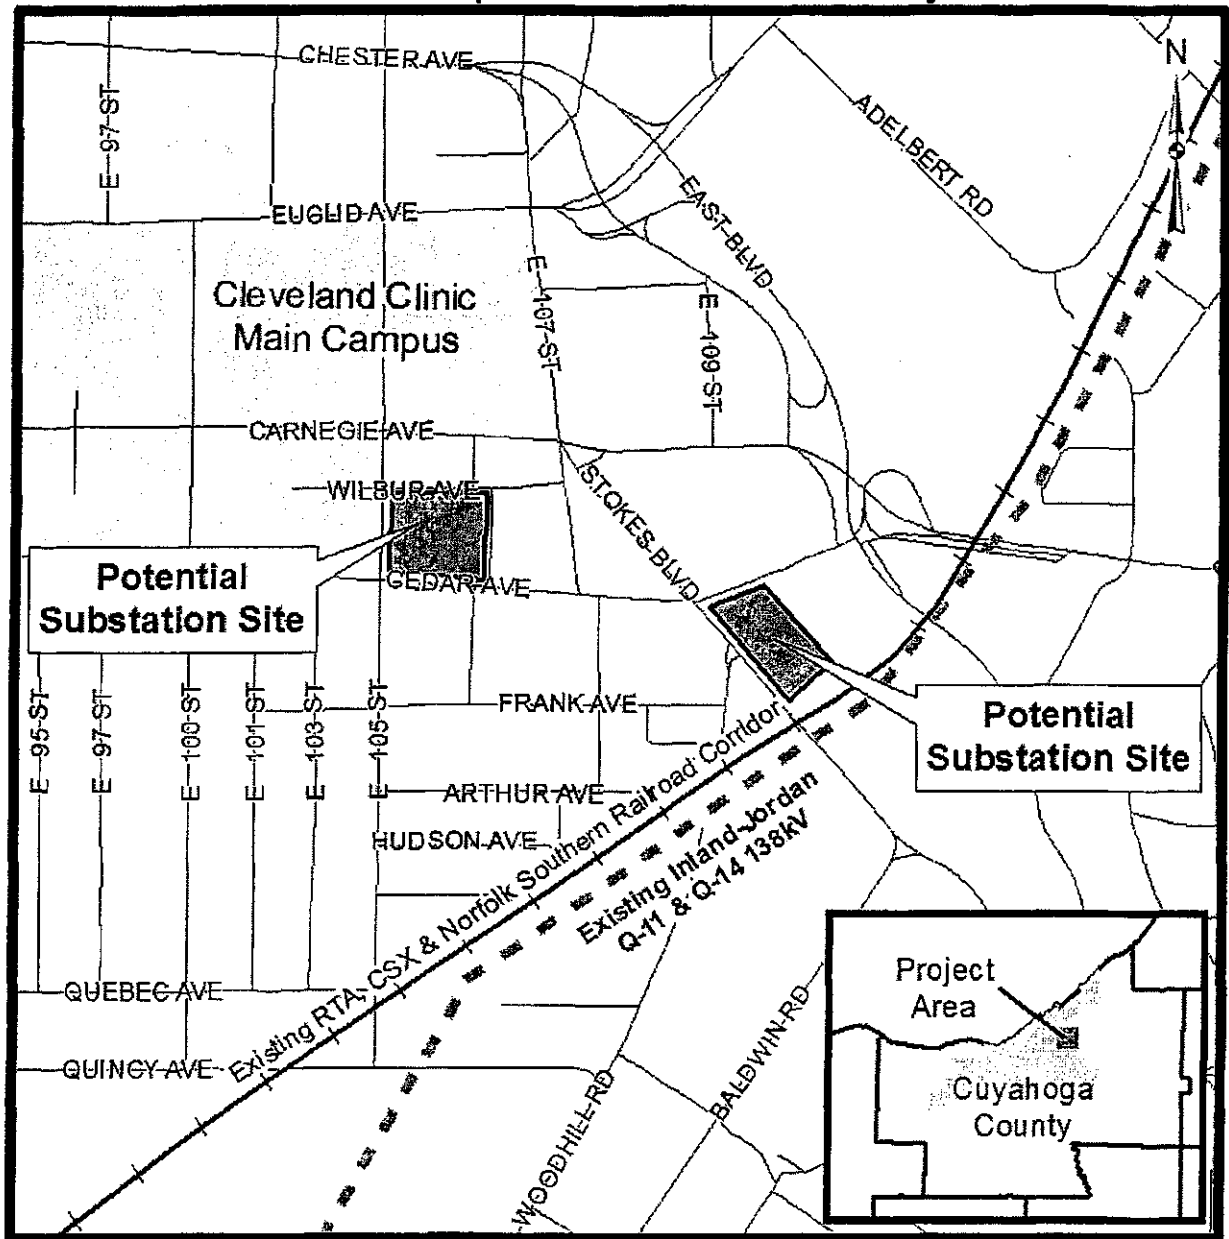 CHESTER AVE
N
E 97 ST
ADELBERT RD
EAST BLVD
EUCLID AVE
Cleveland Clinic
Main Campus
E 107 ST
E 109 ST
CARNEGIE AVE
WILBUR AVE
STOKES BLVD
Potential
Substation Site
CEDAR AVE
E 95 ST
E 97 ST
E 100 ST
E 101 ST
E 103 ST
E 105 ST
FRANK AVE
Potential
Substation Site
ARTHUR AVE
HUDSON AVE
Existing RTA, CSX & Norfolk Southern Railroad Corridor
Existing Inland-Jordan
Q-11 & Q-14 138kV
QUEBEC AVE
QUINCY AVE
WOODHILL RD
BALDWIN RD
Project
Area
Cuyahoga
County